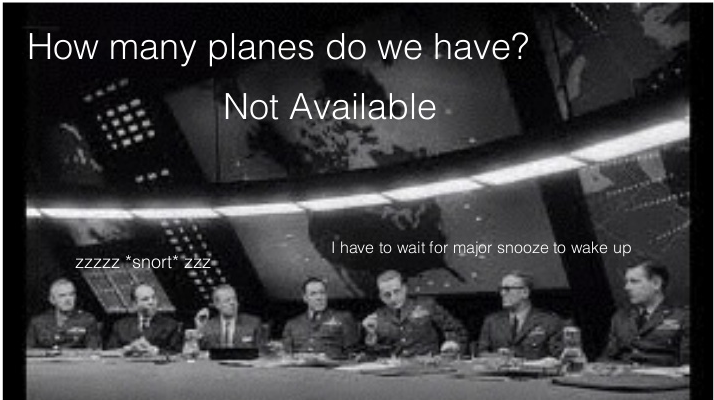 How many planes do we have?
Not Available
I have to wait for major snooze to wake up
zzzzz *snort* zzz